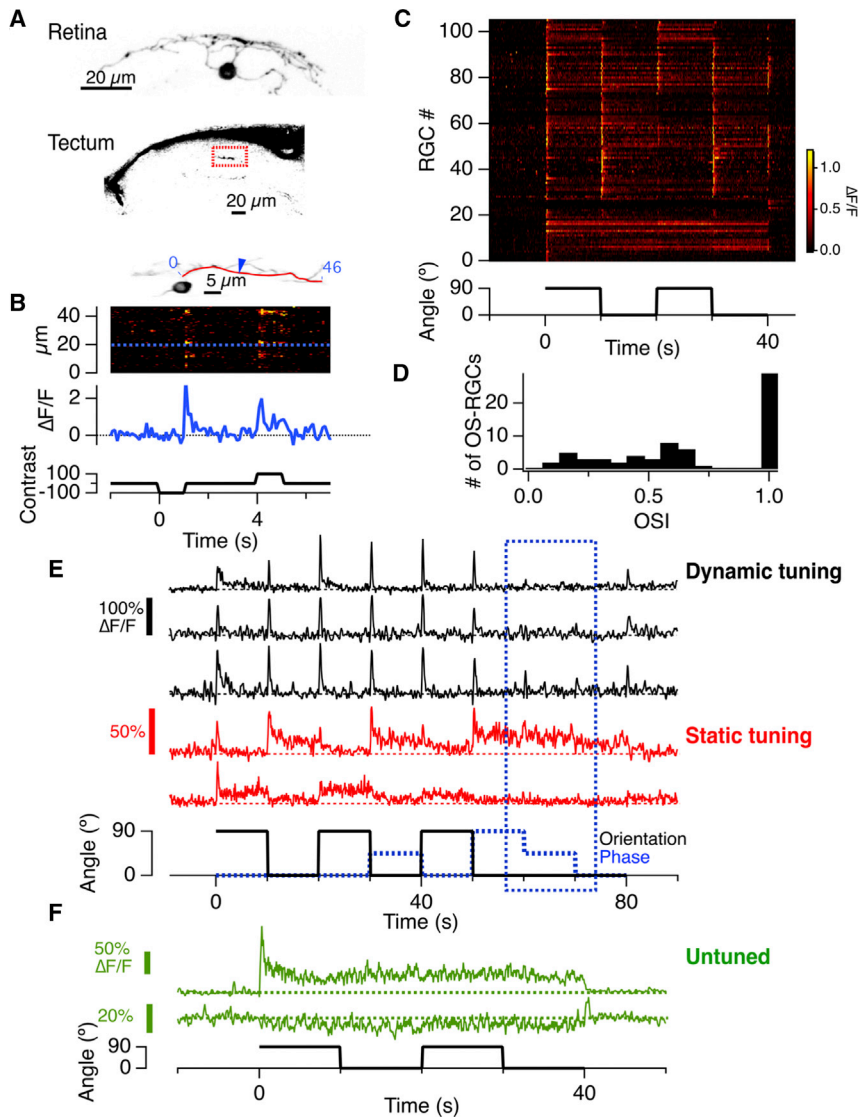 A
Retina
20 µm
Tectum
20 µm
0
46
5 µm
B
µm
40
20
0
ΔF/F
2
0
Contrast
100
-100
0
4
Time (s)
C
RGC #
100
80
60
40
20
0
1.0
0.5
0.0
ΔF/F
Angle (º)
90
0
0
40
Time (s)
D
# of OS-RGCs
20
0
0.0
0.5
1.0
OSI
E
Dynamic tuning
100%
ΔF/F
50%
Static tuning
Angle (º)
90
0
Orientation
Phase
0
40
80
Time (s)
F
50%
ΔF/F
Untuned
20%
Angle (º)
90
0
0
40
Time (s)